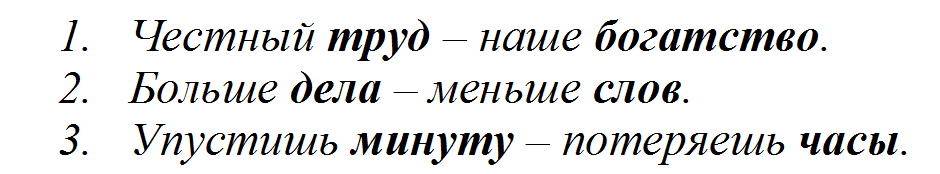 1. Честный труд – наше богатство.
2. Больше дела – меньше слов.
3. Упустишь минуту – потеряешь часы.